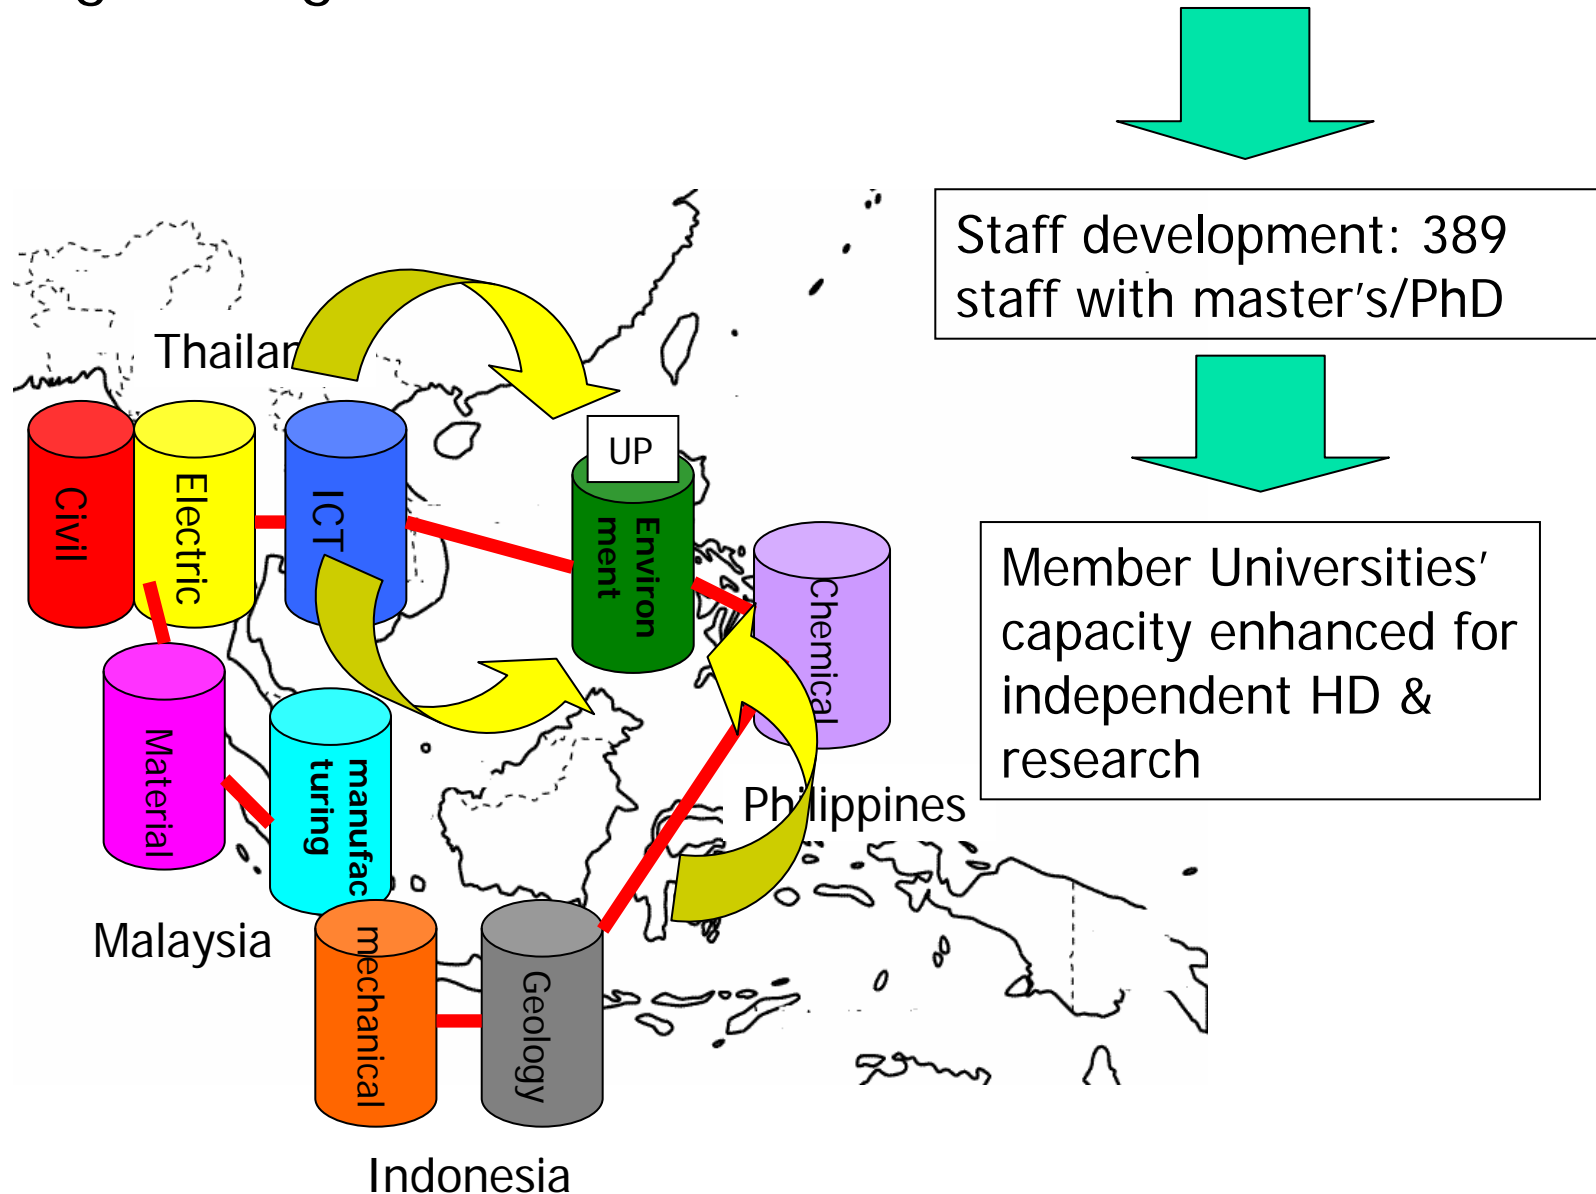 Staff development: 389
staff with master's/PhD
Member Universities'
capacity enhanced for
independent HD &
research
UP
Civil
Electric
ICT
Environ
ment
Chemical
Material
manufac
turing
Philippines
Malaysia
mechanical
Geology
Indonesia